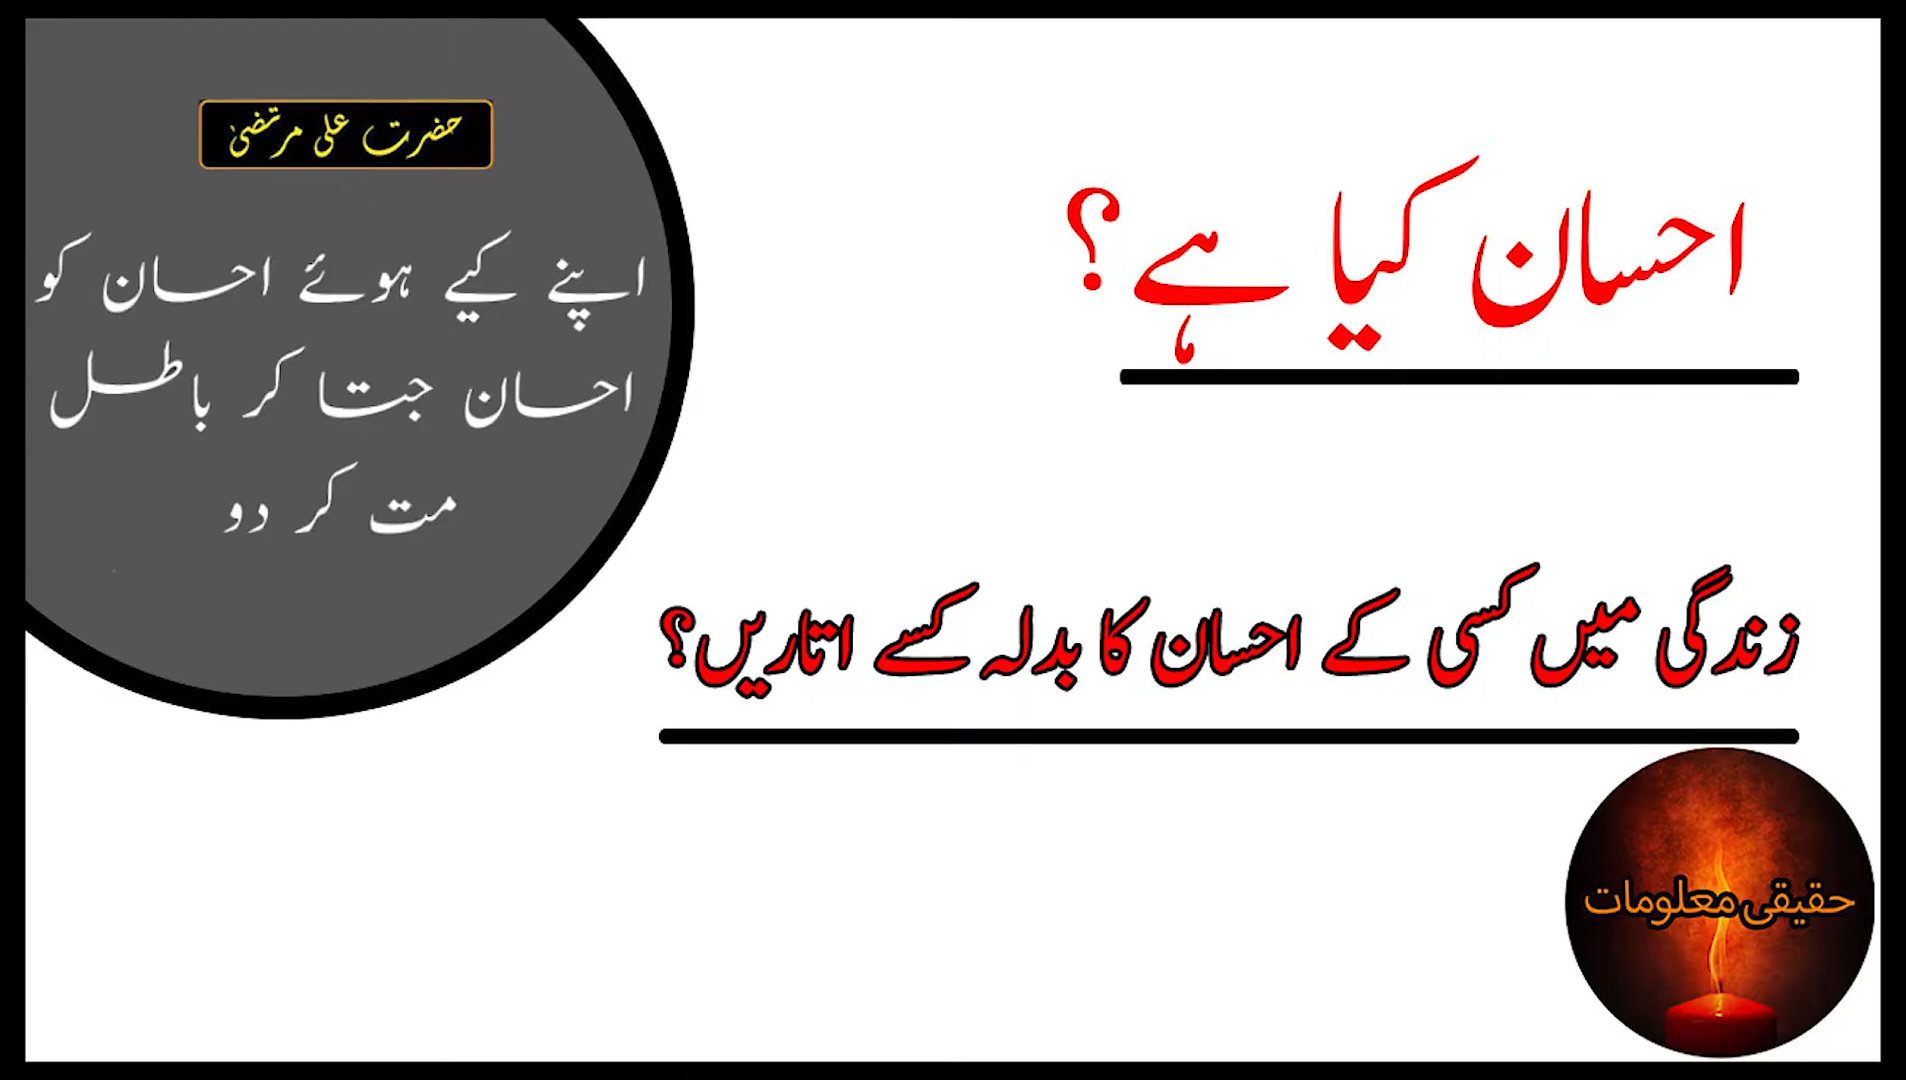 حضرت علی مرتضیٰ
اپنے کیے ہوئے احسان کو
احسان جتا کر باطل
مت کر دو
احسان کیا ہے؟
زندگی میں کسی کے احسان کا بدلہ کسے اتاریں؟
حقیقی معلومات